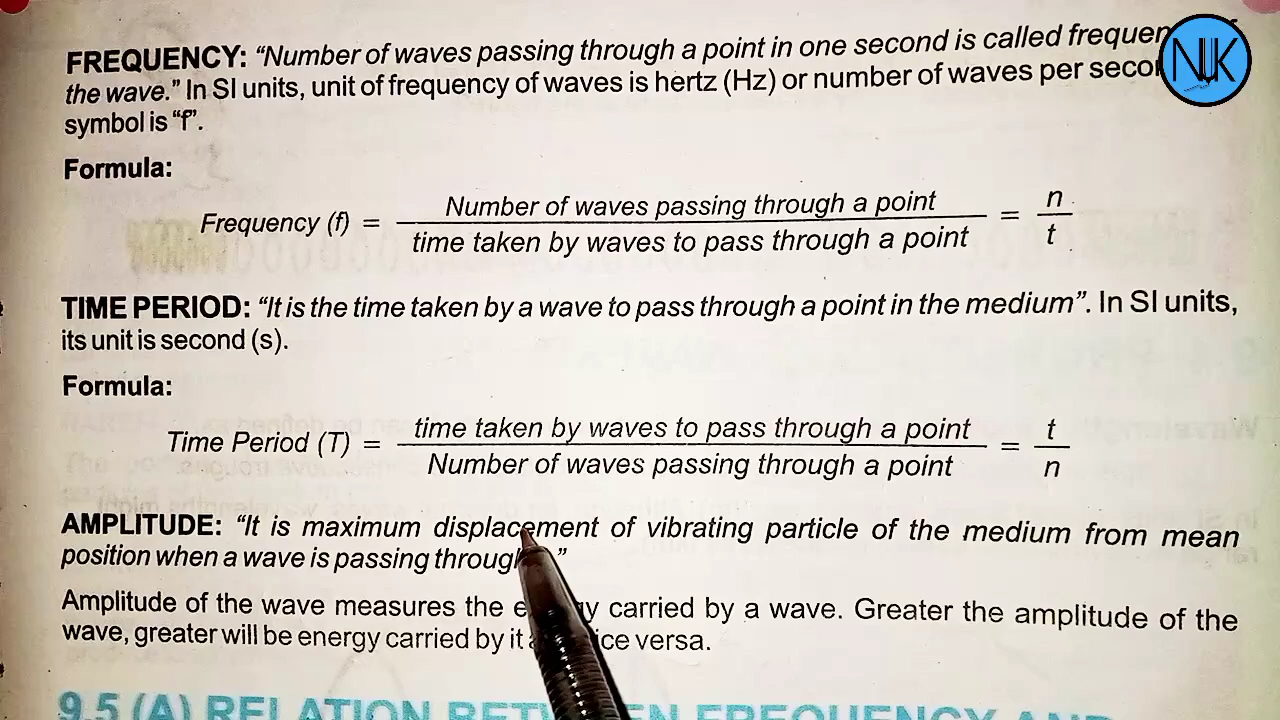 FREQUENCY: “Number of waves passing through a point in one second is called
the wave.” In SI units, unit of frequency of waves is hertz (Hz) or number of waves per
symbol is “f”.
Formula:
Frequency (f) = Number of waves passing through a point / time taken by waves to pass through a point = n / t
TIME PERIOD: “It is the time taken by a wave to pass through a point in the medium”. In SI units,
its unit is second (s).
Formula:
Time Period (T) = time taken by waves to pass through a point / Number of waves passing through a point = t / n
AMPLITUDE: “It is maximum displacement of vibrating particle of the medium from mean
position when a wave is passing ”
Amplitude of the wave measures the carried by a wave. Greater the amplitude of the
wave, greater will be energy carried by it versa.
9.5 (A) RELATION BETWEEN FREQUENCY AND
NJK